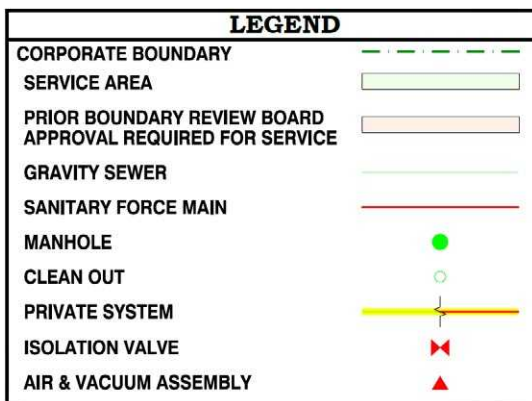 LEGEND
CORPORATE BOUNDARY
SERVICE AREA
PRIOR BOUNDARY REVIEW BOARD
APPROVAL REQUIRED FOR SERVICE
GRAVITY SEWER
SANITARY FORCE MAIN
MANHOLE
CLEAN OUT
PRIVATE SYSTEM
ISOLATION VALVE
AIR & VACUUM ASSEMBLY